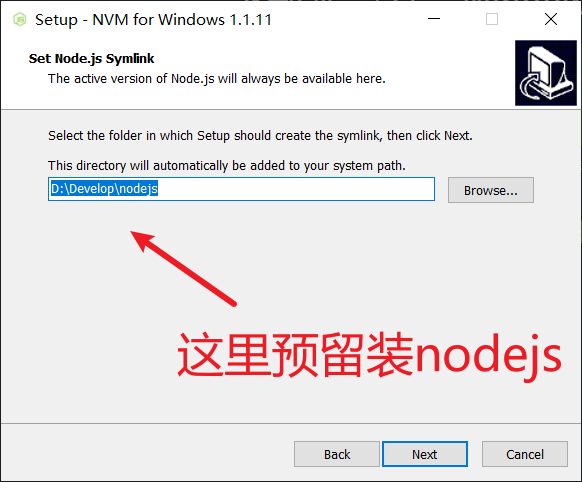 Setup - NVM for Windows 1.1.11
Set Node.js Symlink
The active version of Node.js will always be available here.
Select the folder in which Setup should create the symlink, then click Next.
This directory will automatically be added to your system path.
D:\Develop\nodejs
Browse...
这里预留装nodejs
Back
Next
Cancel